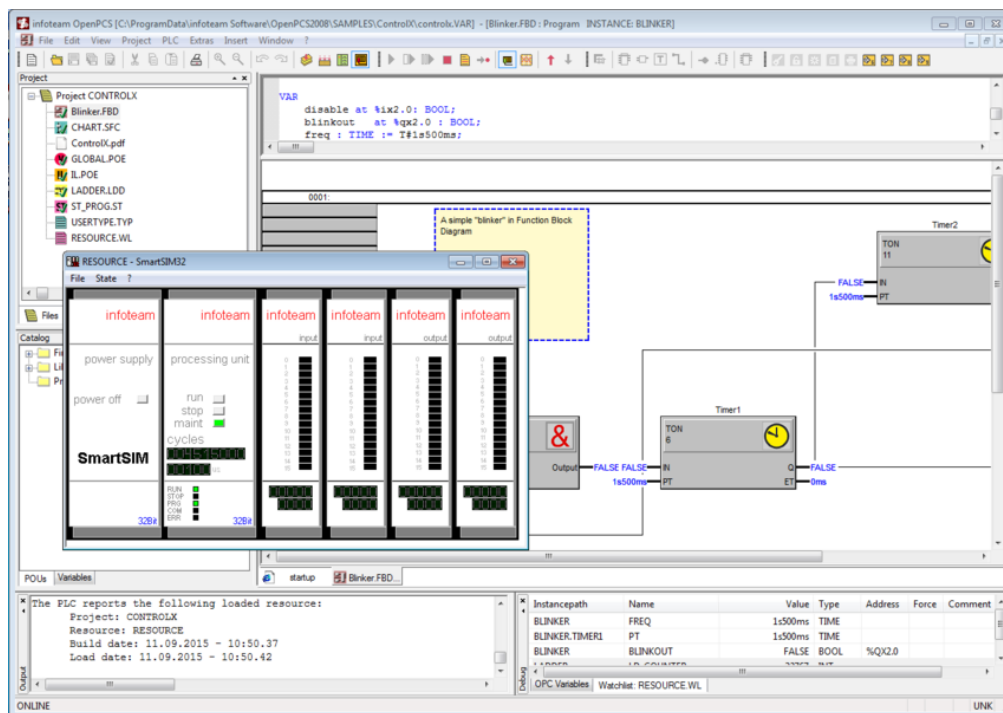 infoteam OpenPCS [C:\ProgramData\infoteam Software\OpenPCS2008\SAMPLES\ControlX\controlx.VAR] - [Blinker.FBD : Program INSTANCE: BLINKER]
File Edit View Project PLC Extras Insert Window ?
Project
Project CONTROLX
Blinker.FBD
CHART.SFC
ControlX.pdf
GLOBAL.POE
IL.POE
LADDER.LDD
ST_PROG.ST
USERTYPE.TYP
RESOURCE.WL
Files
Catalog
POUs Variables
VAR
disable at %ix2.0: BOOL;
blinkout at %qx2.0 : BOOL;
freq : TIME := T#1s500ms;
0001:
A simple "blinker" in Function Block
Diagram
Timer2
TON
11
FALSE IN
1s500ms PT
& 
Output FALSE
Timer1
TON
6
FALSE IN Q FALSE
1s500ms PT ET 0ms
startup Blinker.FBD...
RESOURCE - SmartSIM32
File State ?
infoteam infoteam infoteam infoteam infoteam infoteam
input input output output
power supply processing unit
power off
run
stop
maint
cycles
SmartSIM
RUN
STOP
PRG
COM
ERR
32Bit 32Bit
The PLC reports the following loaded resource:
Project: CONTROLX
Resource: RESOURCE
Build date: 11.09.2015 - 10:50.37
Load date: 11.09.2015 - 10:50.42
Output
Instancepath Name Value Type Address Force Comment
BLINKER FREQ 1s500ms TIME
BLINKER.TIMER1 PT 1s500ms TIME
BLINKER BLINKOUT FALSE BOOL %QX2.0
Debug
OPC Variables Watchlist: RESOURCE.WL
ONLINE UNK